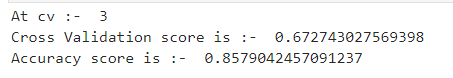 At cv :-  3
Cross Validation score is :-  0.672743027569398
Accuracy score is :-  0.8579042457091237